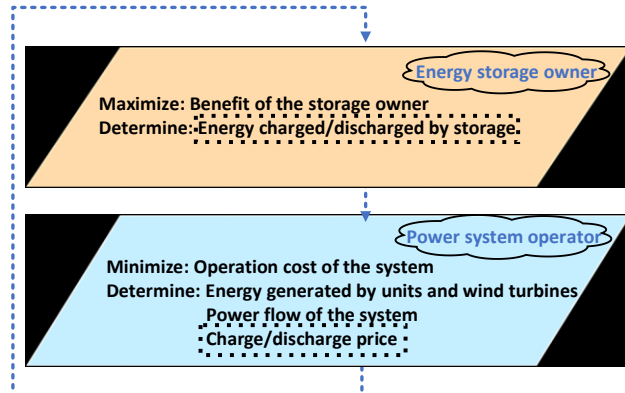 Energy storage owner
Maximize: Benefit of the storage owner
Determine: Energy charged/discharged by storage
Power system operator
Minimize: Operation cost of the system
Determine: Energy generated by units and wind turbines
Power flow of the system
Charge/discharge price